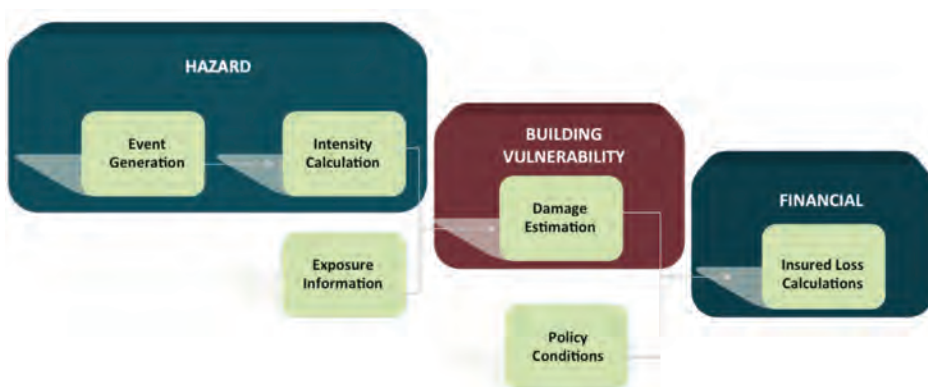 HAZARD
Event
Generation
Intensity
Calculation
Exposure
Information
BUILDING
VULNERABILITY
Damage
Estimation
Policy
Conditions
FINANCIAL
Insured Loss
Calculations